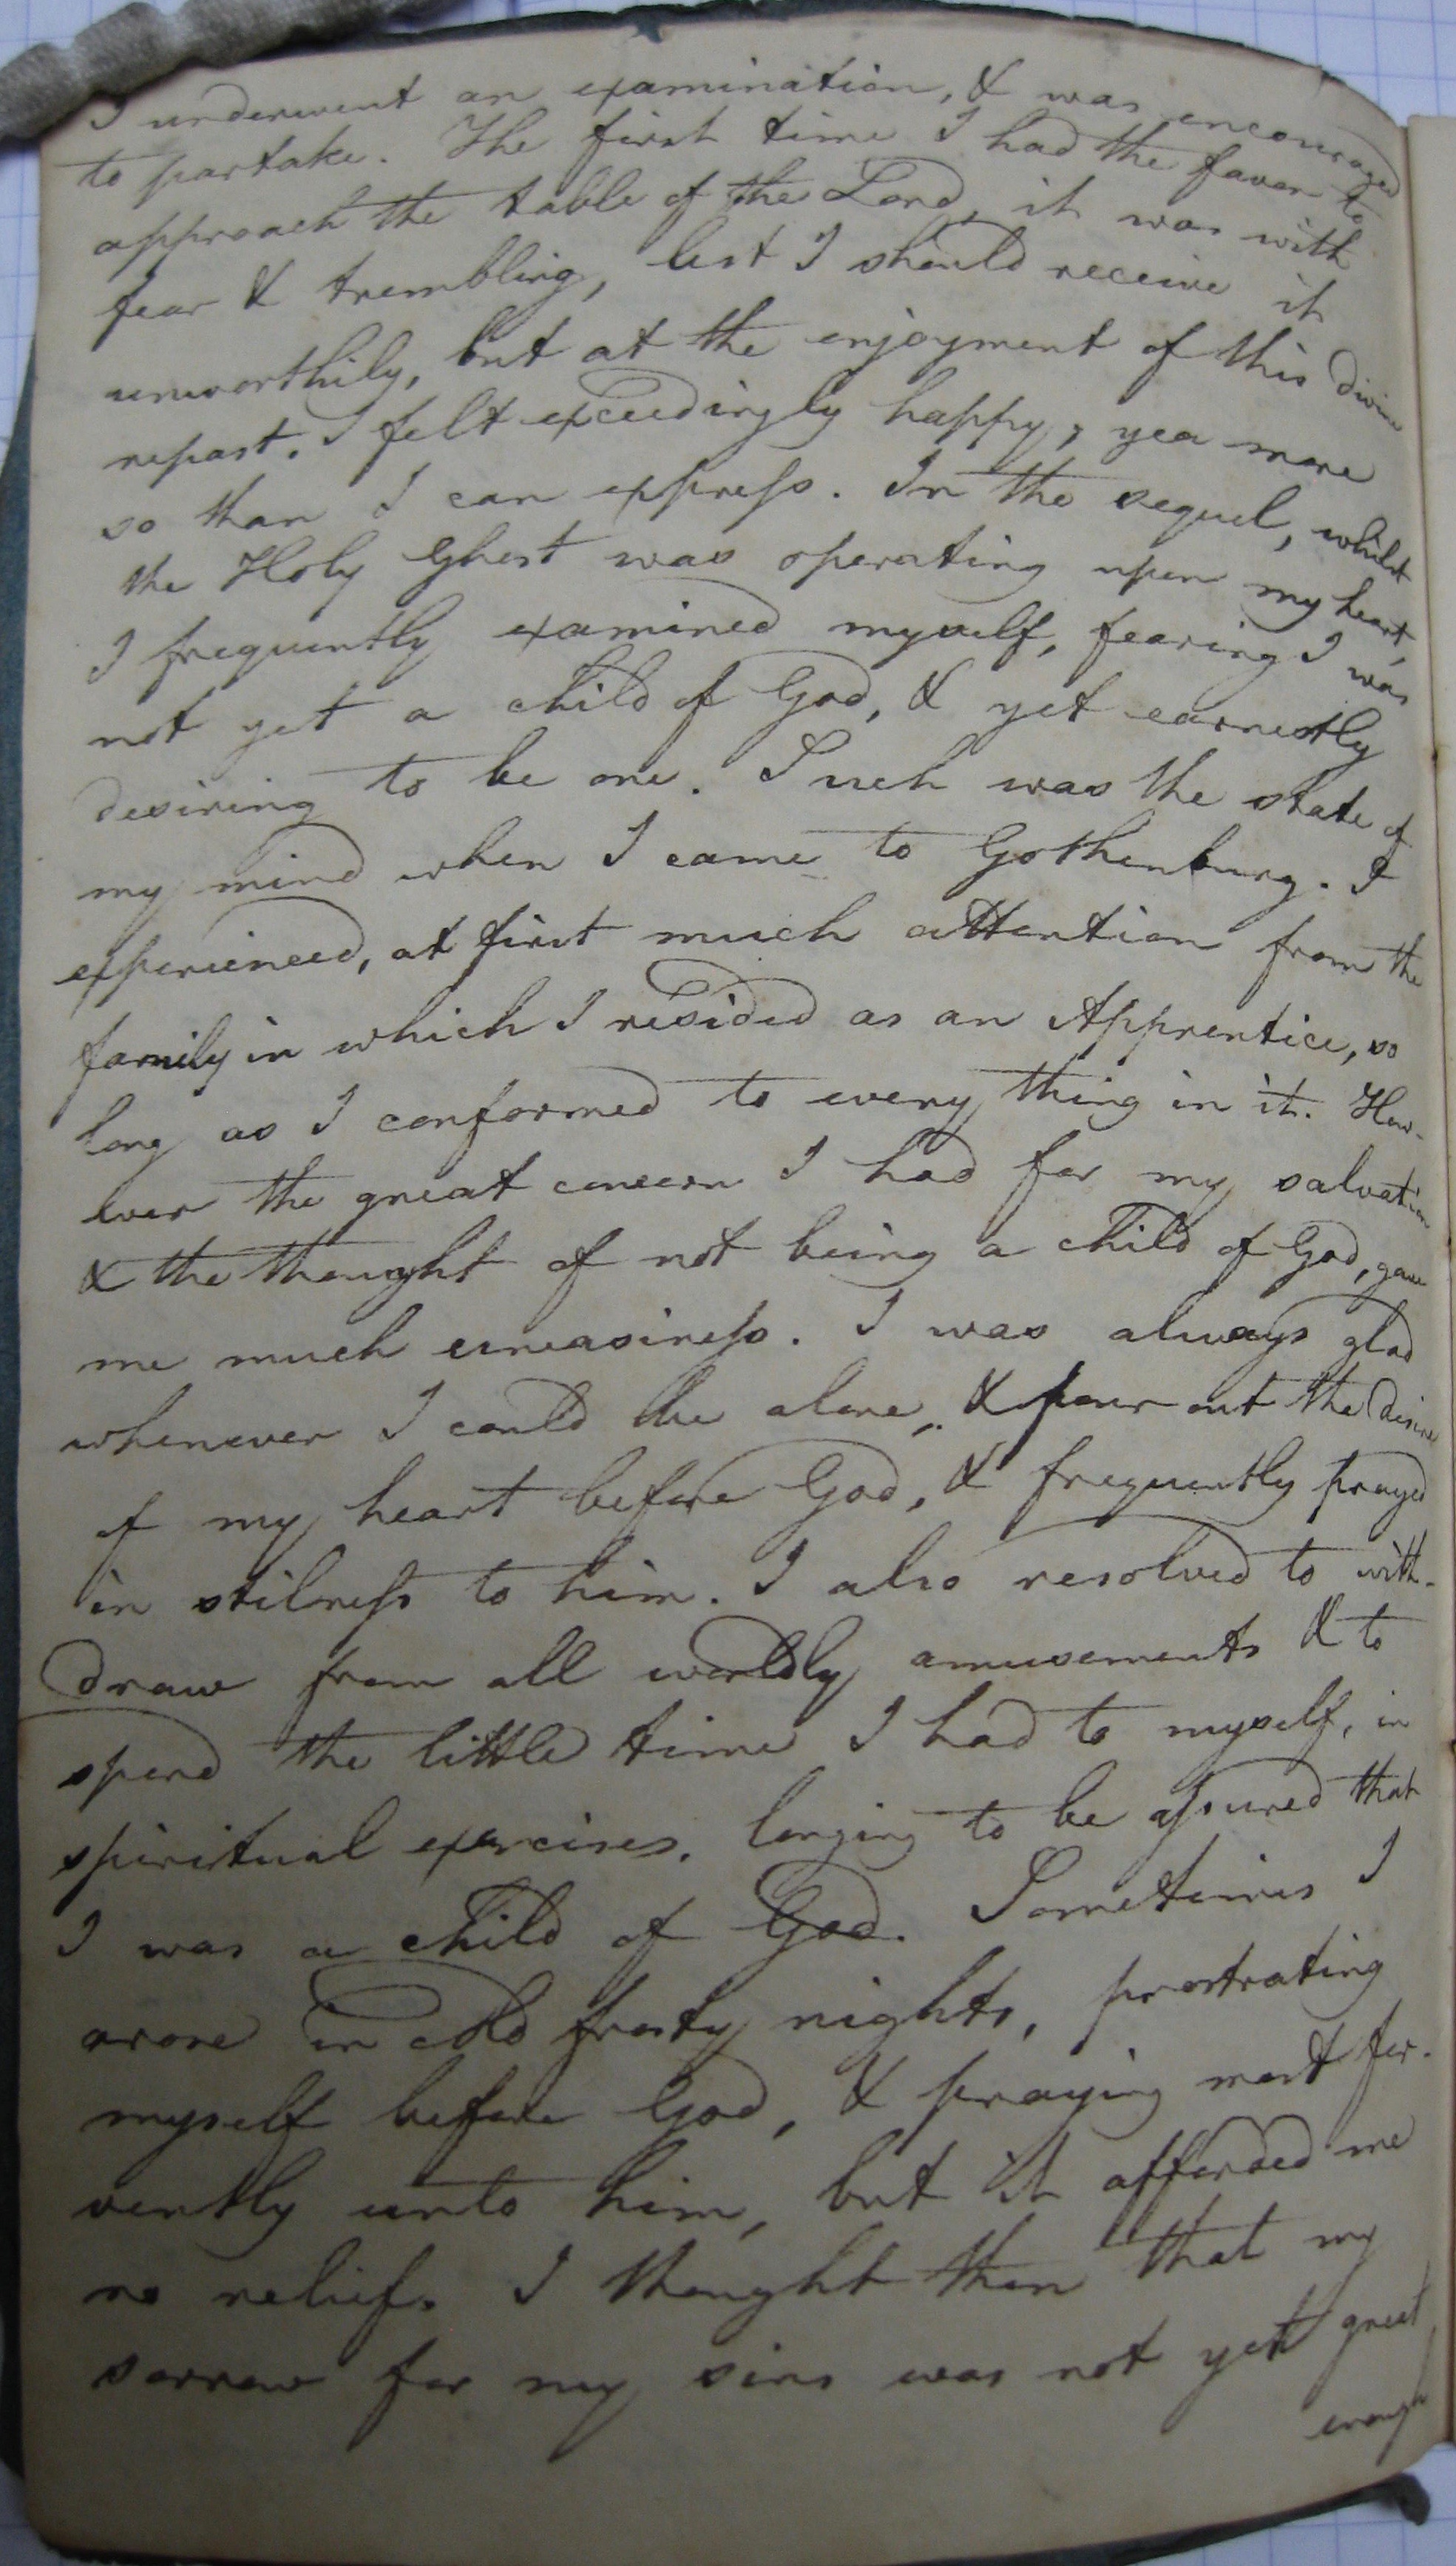 I underwent an examination, & was encouraged
to partake. The first time I had the favor to
approach the table of the Lord, it was with
fear & trembling, lest I should receive it
unworthily, but at the enjoyment of this divine
repast. I felt exceedingly happy, yea more
so than I can express. In the sequel, whilst
the Holy Ghost was operating upon my heart,
I frequently examined myself, fearing I was
not yet a child of God, & yet earnestly
desiring to be one. Such was the state of
my mind when I came to Gothenburg. I
experienced, at first much attention from the
family in which I resided as an Apprentice, so
long as I conformed to every thing in it. How-
ever the great concern I had for my salvation
& the thought of not being a child of God, gave
me much uneasiness. I was always glad
whenever I could be alone, & pour out the desire
of my heart before God, & frequently prayed
in stilness to him. I also resolved to with-
draw from all worldly amusements & to
spend the little time I had to myself, in
spiritual exercises, longing to be assured that
I was a child of God. Sometimes I
arose in cold frosty nights, prostrating
myself before God, & praying most fer-
vently unto him, but it afforded me
no relief. I thought then that my
sorrow for my sins was not yet great
enough